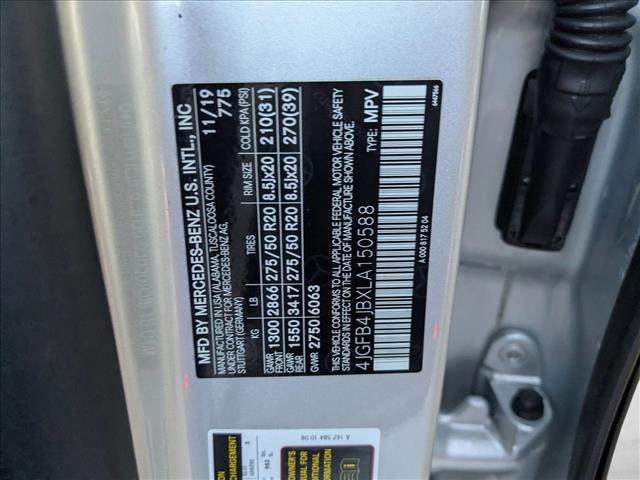 MFD BY MERCEDES-BENZ U.S. INTL., INC
MANUFACTURED IN USA (ALABAMA, TUSCALOOSA COUNTY)
UNDER CONTRACT FOR MERCEDES-BENZ AG,
STUTTGART (GERMANY)
11/19
775
KG LB TIRES RIM SIZE COLD KPA (PSI)
FRONT 1300 2866 275/50 R20 8.5Jx20 210(31)
REAR 1550 3417 275/50 R20 8.5Jx20 270(39)
GVWR 2750 6063
THIS VEHICLE CONFORMS TO ALL APPLICABLE FEDERAL MOTOR VEHICLE SAFETY
STANDARDS IN EFFECT ON THE DATE OF MANUFACTURE SHOWN ABOVE.
4JGFB4JBXLA150588 TYPE: MPV
A 000 817 52 04
A 167 584 10 08